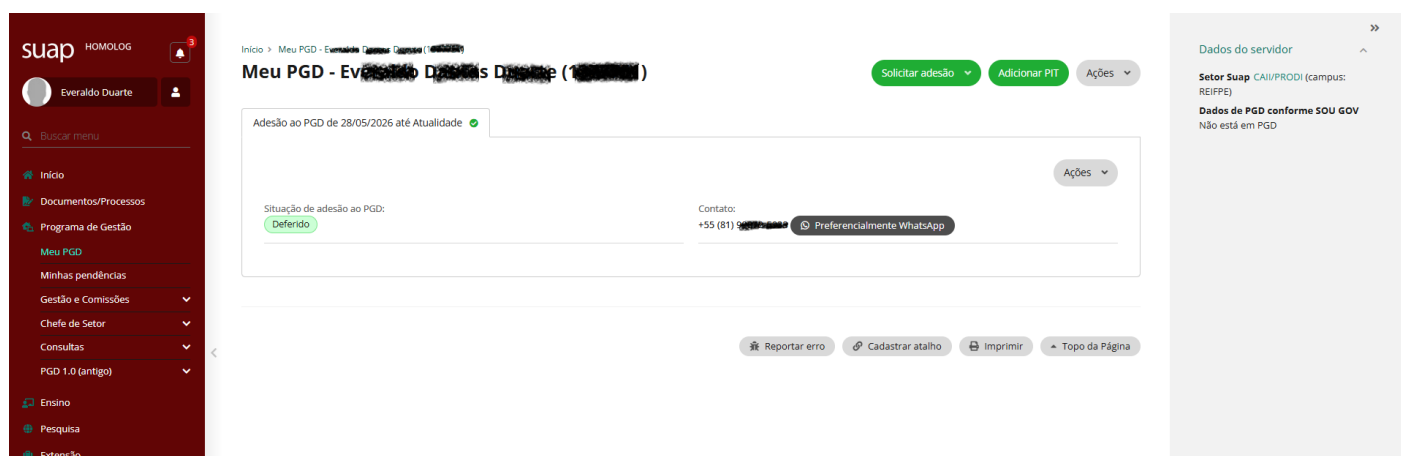 suap HOMOLOG
3
Everaldo Duarte
Buscar menu
Início
Documentos/Processos
Programa de Gestão
Meu PGD
Minhas pendências
Gestão e Comissões
Chefe de Setor
Consultas
PGD 1.0 (antigo)
Ensino
Pesquisa
Extensão
Início > Meu PGD -
Meu PGD -
Solicitar adesão
Adicionar PIT
Ações
Adesão ao PGD de 28/05/2026 até Atualidade
Ações
Situação de adesão ao PGD:
Deferido
Contato:
+55 (81) Preferencialmente WhatsApp
Reportar erro
Cadastrar atalho
Imprimir
Topo da Página
Dados do servidor
Setor Suap CAII/PRODI (campus:
REIFPE)
Dados de PGD conforme SOU GOV
Não está em PGD